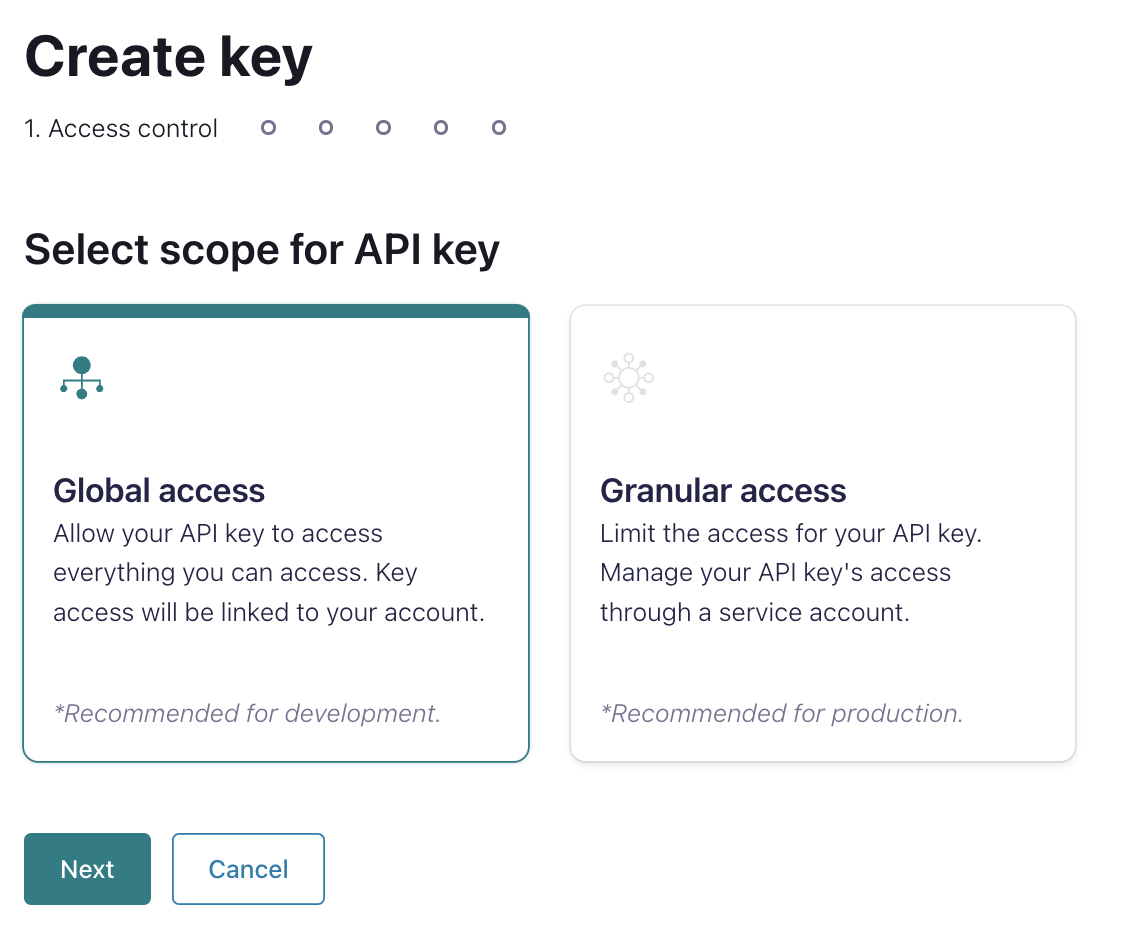 Create key
1. Access control
Select scope for API key
Global access
Allow your API key to access
everything you can access. Key
access will be linked to your account.
*Recommended for development.
Granular access
Limit the access for your API key.
Manage your API key's access
through a service account.
*Recommended for production.
Next
Cancel